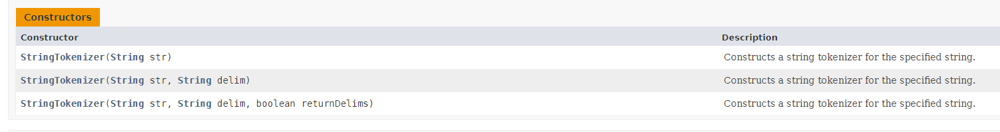 Constructors
Constructor Description
StringTokenizer(String str) Constructs a string tokenizer for the specified string.
StringTokenizer(String str, String delim) Constructs a string tokenizer for the specified string.
StringTokenizer(String str, String delim, boolean returnDelims) Constructs a string tokenizer for the specified string.